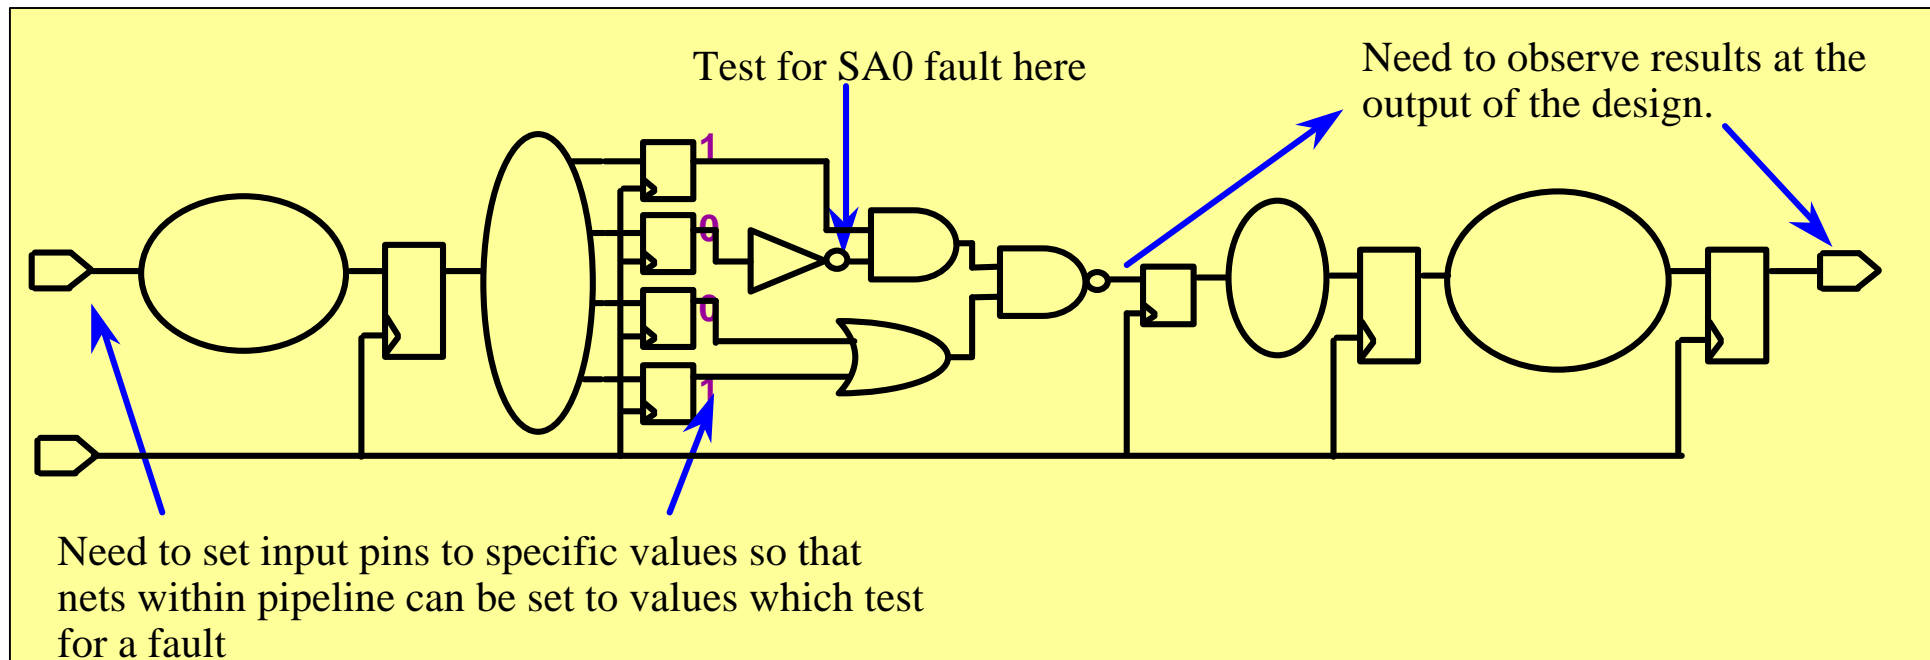 Test for SA0 fault here
Need to observe results at the
output of the design.
1
0
0
1
Need to set input pins to specific values so that
nets within pipeline can be set to values which test
for a fault